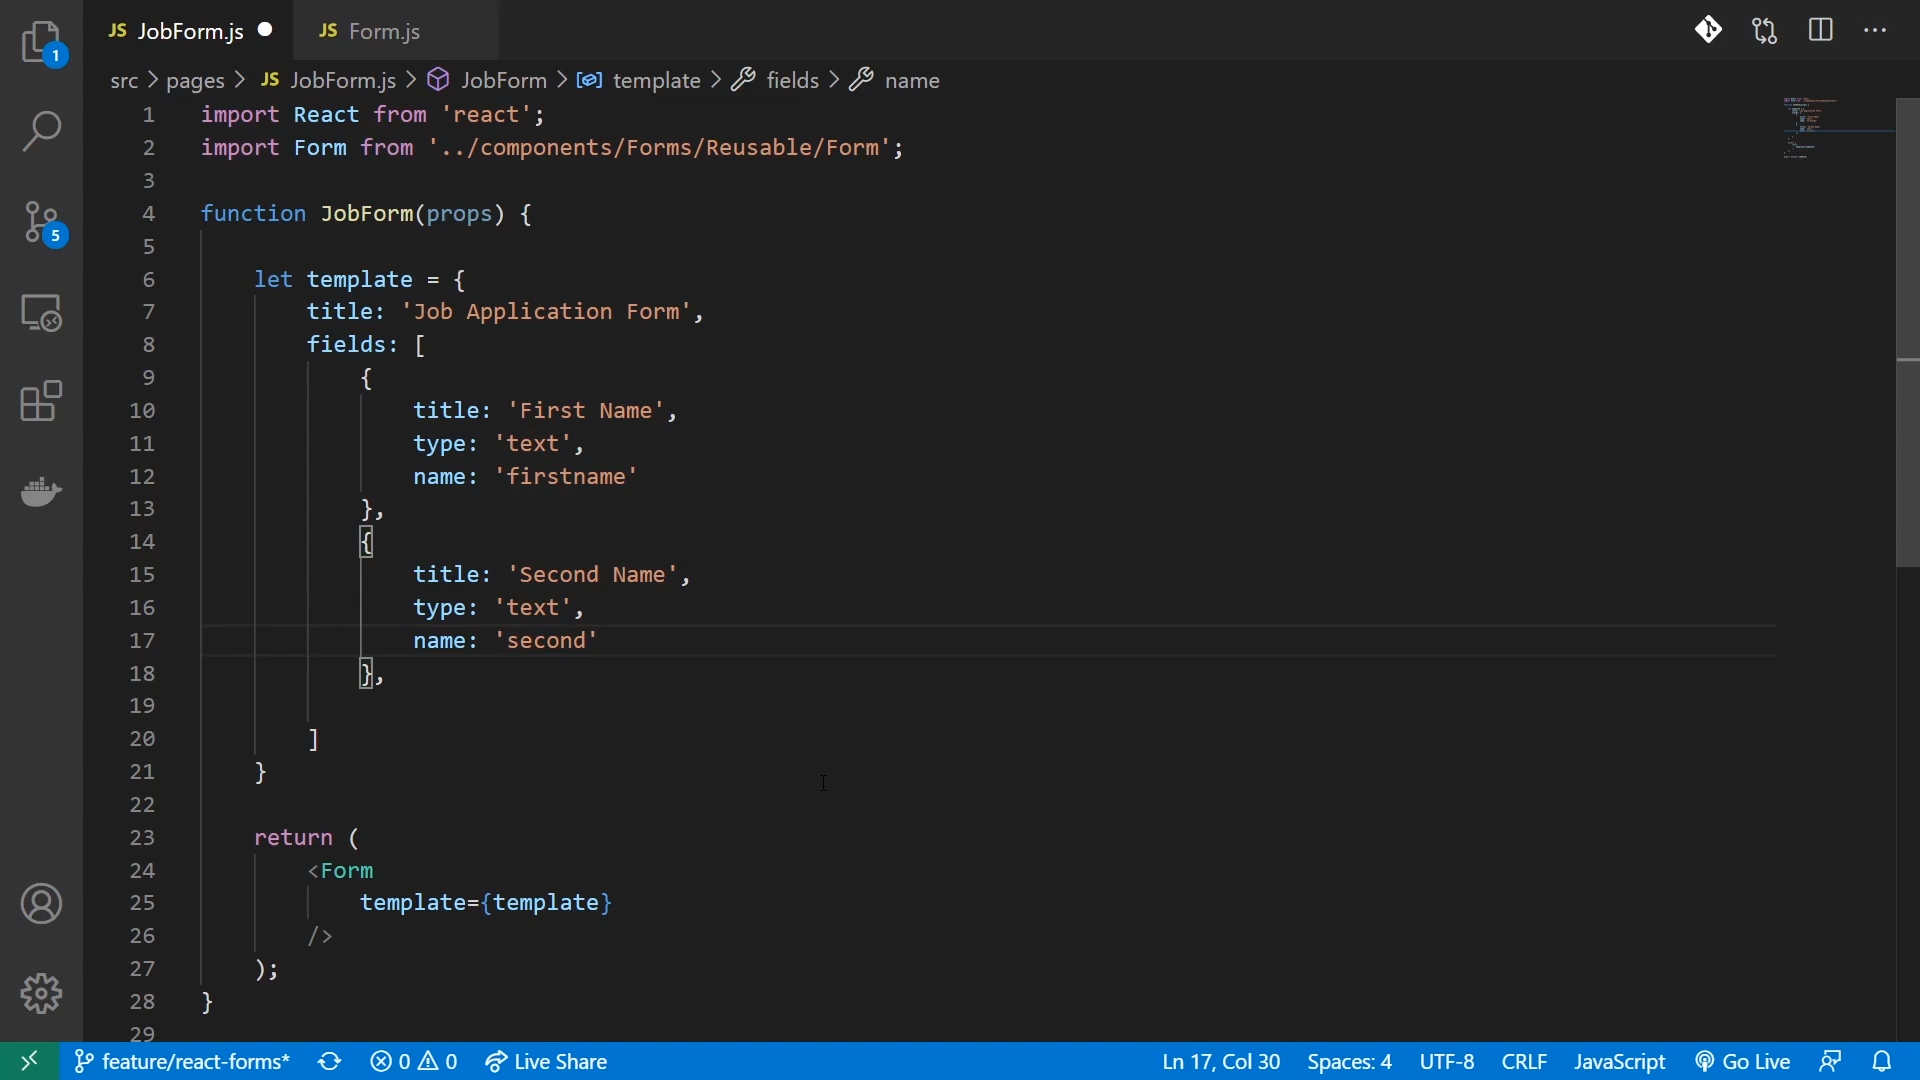 JS JobForm.js JS Form.js
1
src pages JS JobForm.js JobForm template fields name
1 import React from 'react';
2 import Form from '../components/Forms/Reusable/Form';
3
4 function JobForm(props) {
5
6 let template = {
7 title: 'Job Application Form',
8 fields: [
9 {
10 title: 'First Name',
11 type: 'text',
12 name: 'firstname'
13 },
14 {
15 title: 'Second Name',
16 type: 'text',
17 name: 'second'
18 },
19
20 ]
21 }
22
23 return (
24 <Form
25 template={template}
26 />
27 );
28 }
29
5
feature/react-forms* 0 0 Live Share Ln 17, Col 30 Spaces: 4 UTF-8 CRLF JavaScript Go Live